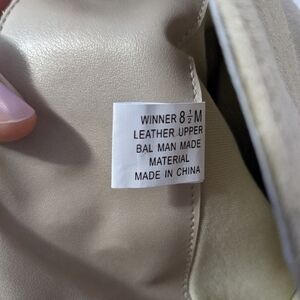 WINNER 8½M
LEATHER UPPER
BAL MAN MADE
MATERIAL
MADE IN CHINA